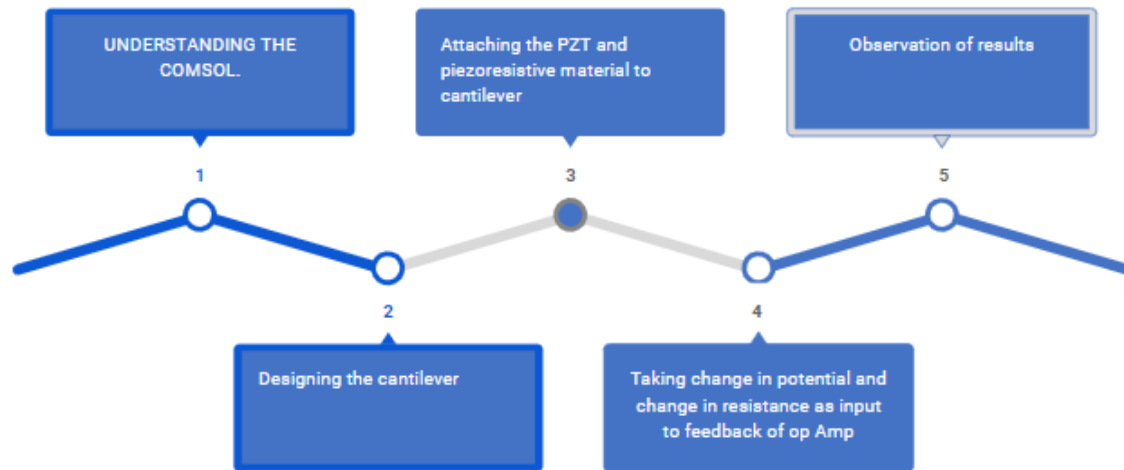 UNDERSTANDING THE
COMSOL.
1
Designing the cantilever
2
Attaching the PZT and
piezoresistive material to
cantilever
3
Taking change in potential and
change in resistance as input
to feedback of op Amp
4
Observation of results
5